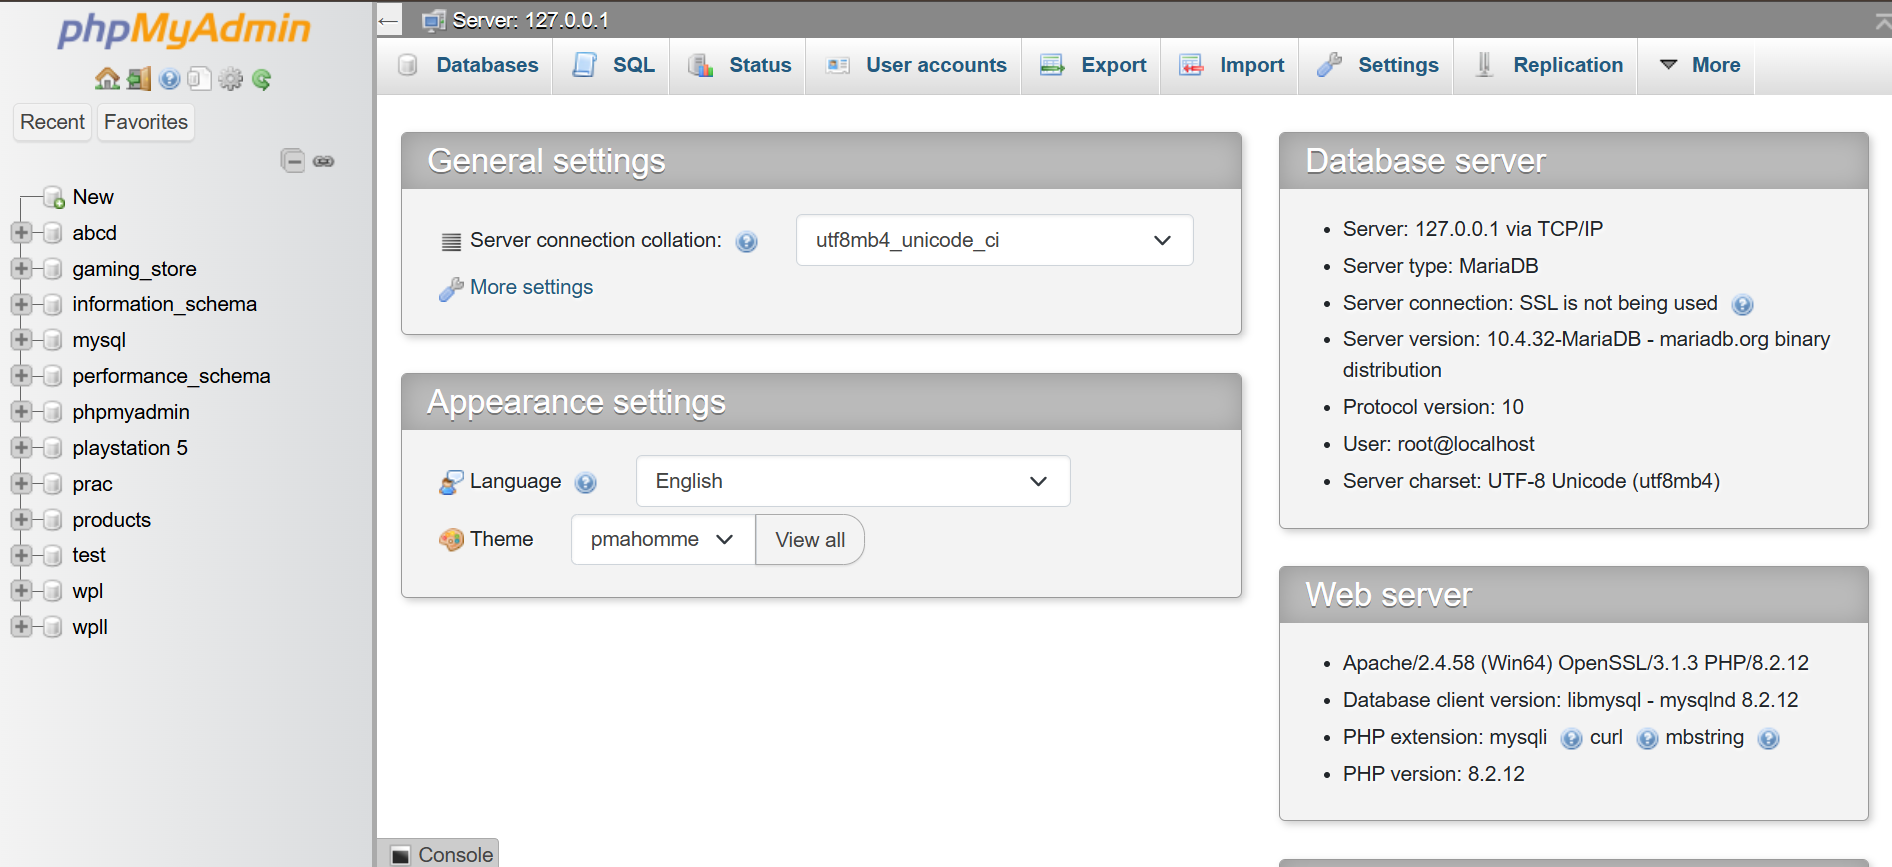 phpMyAdmin
Recent
Favorites
New
abcd
gaming_store
information_schema
mysql
performance_schema
phpmyadmin
playstation 5
prac
products
test
wpl
wpll
Server: 127.0.0.1
Databases
SQL
Status
User accounts
Export
Import
Settings
Replication
More
General settings
Server connection collation:
utf8mb4_unicode_ci
More settings
Appearance settings
Language
English
Theme
pmahomme
View all
Database server
Server: 127.0.0.1 via TCP/IP
Server type: MariaDB
Server connection: SSL is not being used
Server version: 10.4.32-MariaDB - mariadb.org binary
distribution
Protocol version: 10
User: root@localhost
Server charset: UTF-8 Unicode (utf8mb4)
Web server
Apache/2.4.58 (Win64) OpenSSL/3.1.3 PHP/8.2.12
Database client version: libmysql - mysqlnd 8.2.12
PHP extension: mysqli curl mbstring
PHP version: 8.2.12
Console